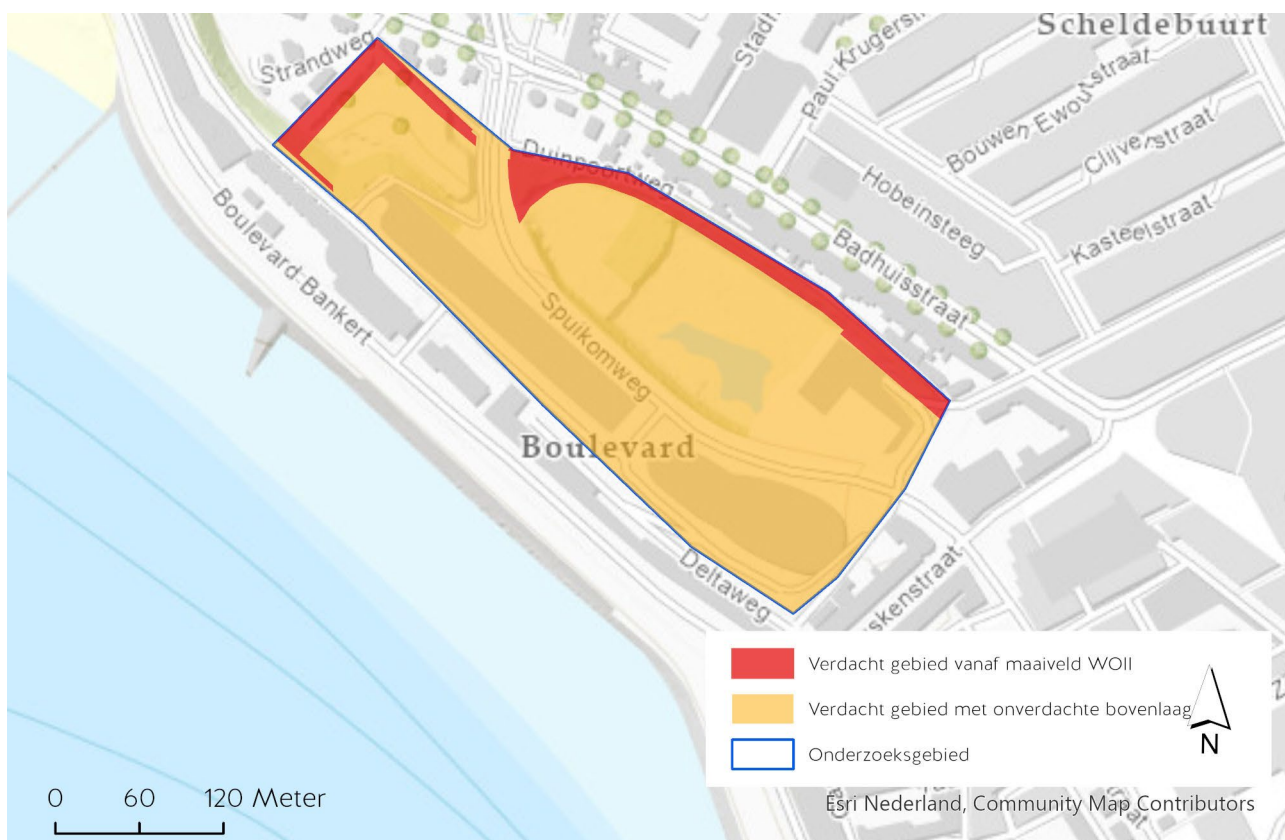 Scheldebuurt
Strandweg
Paul Krugerstr
Bouwen Ewoutstraat
Clijverstraat
Duinpoortweg
Hobeinsteeg
Kasteelstraat
Boulevard-Bankert
Badhuisstraat
Spuikomweg
Boulevard
Deltaweg
skenstraat
Verdacht gebied vanaf maaiveld WOII
Verdacht gebied met onverdachte bovenlaag
Onderzoeksgebied
N
0 60 120 Meter
Esri Nederland, Community Map Contributors